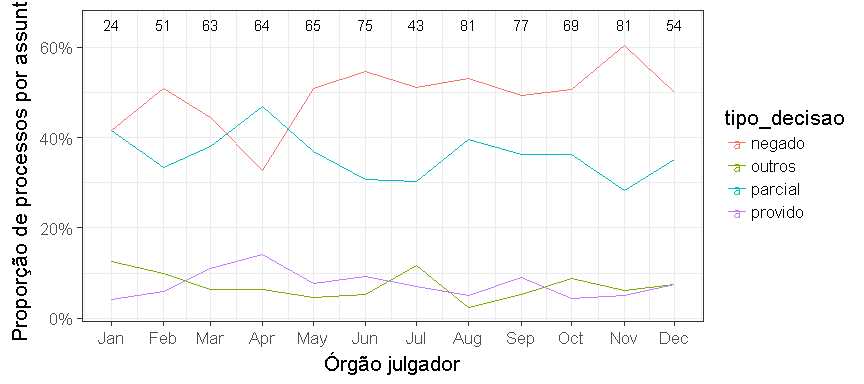 24 51 63 64 65 75 43 81 77 69 81 54
60%
40%
20%
0%
Jan Feb Mar Apr May Jun Jul Aug Sep Oct Nov Dec
Órgão julgador
Proporção de processos por assunt
tipo_decisao
a negado
a outros
a parcial
a provido